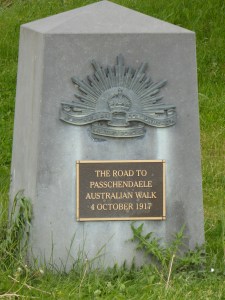 THE ROAD TO
PASSCHENDAELE
AUSTRALIAN WALK
4 OCTOBER 1917